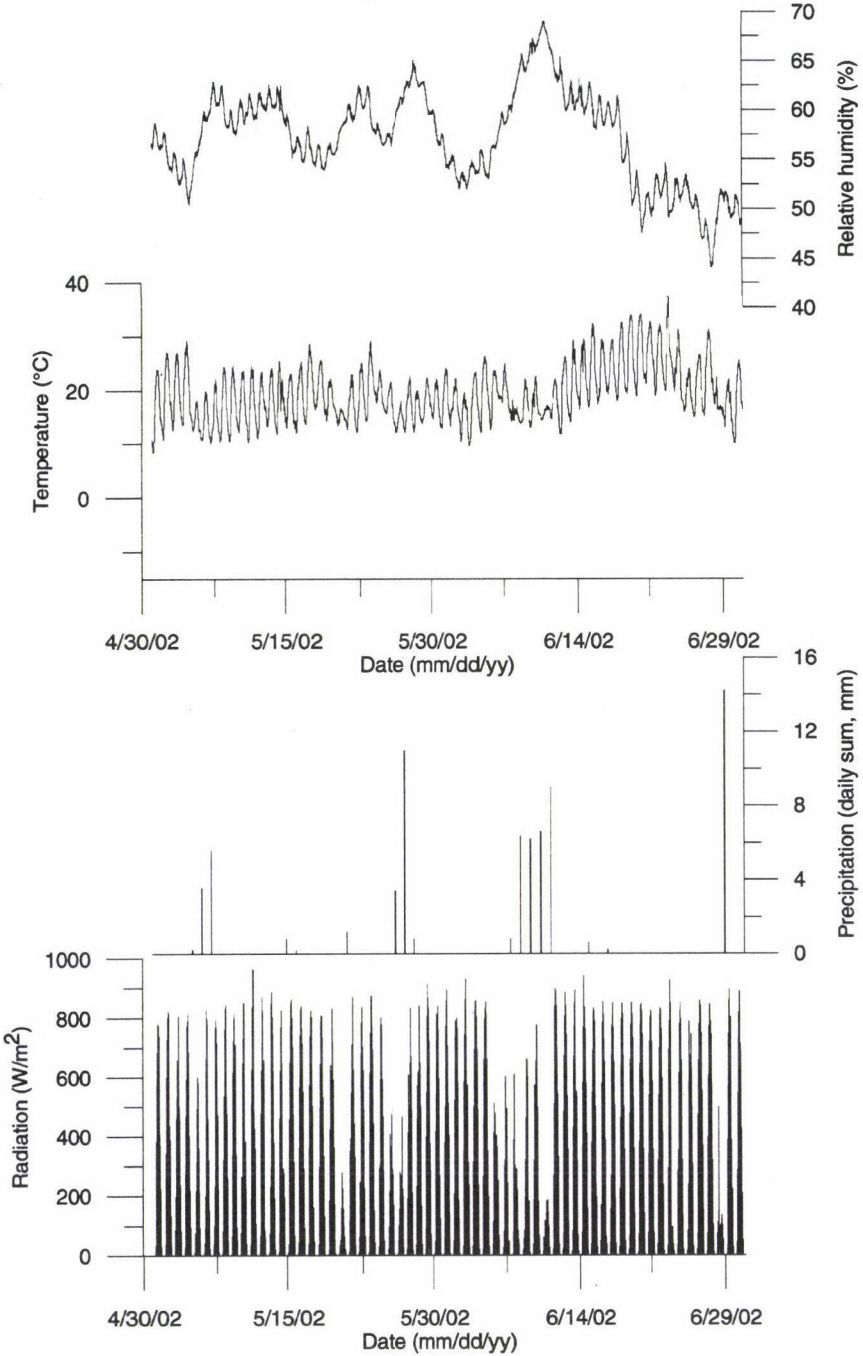 70
65
60
55
50
45
40
Relative humidity (%)
40
20
0
Temperature (°C)
4/30/02 5/15/02 5/30/02 6/14/02 6/29/02
Date (mm/dd/yy)
16
12
8
4
0
Precipitation (daily sum, mm)
1000
800
600
400
200
0
Radiation (W/m²)
4/30/02 5/15/02 5/30/02 6/14/02 6/29/02
Date (mm/dd/yy)